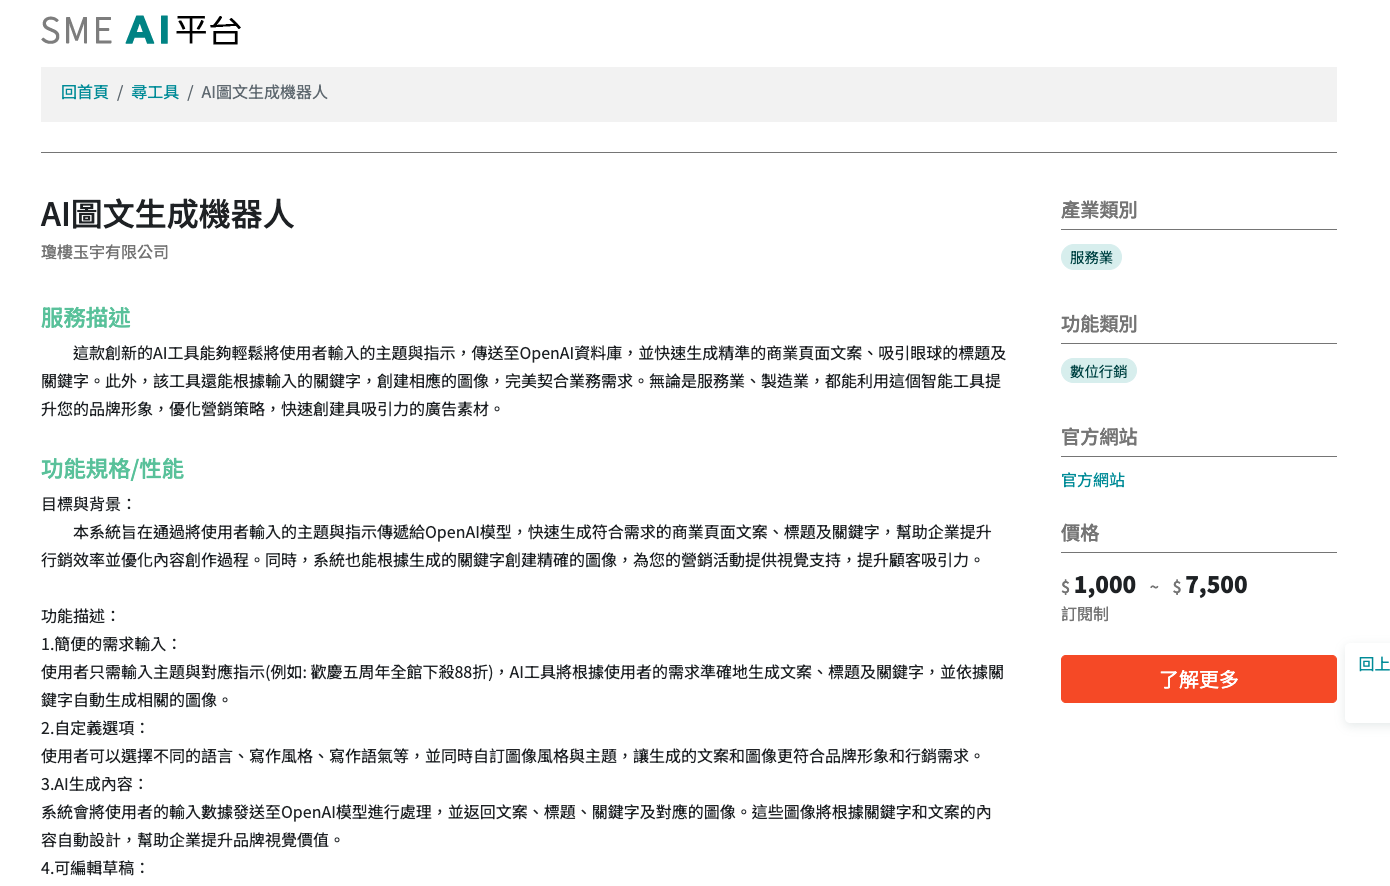 SME AI平台
回首頁 / 尋工具 / AI圖文生成機器人
AI圖文生成機器人
瓊樓玉宇有限公司
服務描述
這款創新的AI工具能夠輕鬆將使用者輸入的主題與指示，傳送至OpenAI資料庫，並快速生成精準的商業頁面文案、吸引眼球的標題及
關鍵字。此外，該工具還能根據輸入的關鍵字，創建相應的圖像，完美契合業務需求。無論是服務業、製造業，都能利用這個智能工具提
升您的品牌形象，優化營銷策略，快速創建具吸引力的廣告素材。
功能規格/性能
目標與背景：
本系統旨在通過將使用者輸入的主題與指示傳遞給OpenAI模型，快速生成符合需求的商業頁面文案、標題及關鍵字，幫助企業提升
行銷效率並優化內容創作過程。同時，系統也能根據生成的關鍵字創建精確的圖像，為您的營銷活動提供視覺支持，提升顧客吸引力。
功能描述：
1.簡便的需求輸入：
使用者只需輸入主題與對應指示(例如: 歡慶五周年全館下殺88折)，AI工具將根據使用者的需求準確地生成文案、標題及關鍵字，並依據關
鍵字自動生成相關的圖像。
2.自定義選項：
使用者可以選擇不同的語言、寫作風格、寫作語氣等，並同時自訂圖像風格與主題，讓生成的文案和圖像更符合品牌形象和行銷需求。
3.AI生成內容：
系統會將使用者的輸入數據發送至OpenAI模型進行處理，並返回文案、標題、關鍵字及對應的圖像。這些圖像將根據關鍵字和文案的內
容自動設計，幫助企業提升品牌視覺價值。
4.可編輯草稿：
產業類別
服務業
功能類別
數位行銷
官方網站
官方網站
價格
$ 1,000 ~ $ 7,500
訂閱制
了解更多
回上